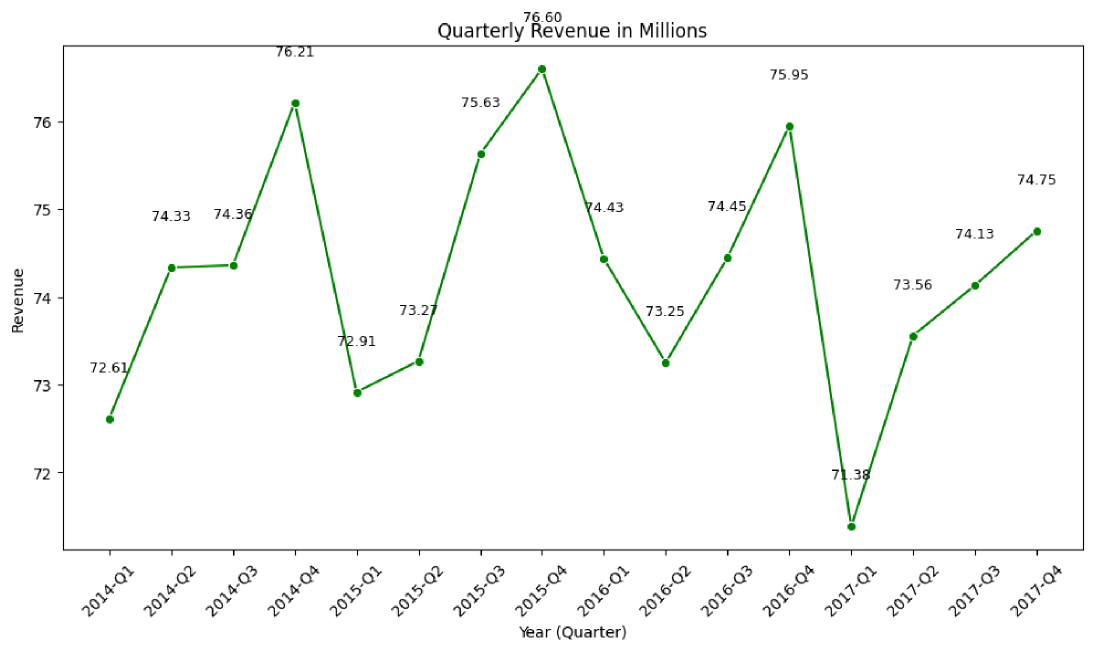 76.60
Quarterly Revenue in Millions
76.21
75.95
75.63
76
74.75
75
74.33
74.36
74.43
74.45
74.13
Revenue
74
73.27
73.25
73.56
72.61
72.91
73
72
71.38
2014-Q1
2014-Q2
2014-Q3
2014-Q4
2015-Q1
2015-Q2
2015-Q3
2015-Q4
2016-Q1
2016-Q2
2016-Q3
2016-Q4
2017-Q1
2017-Q2
2017-Q3
2017-Q4
Year (Quarter)